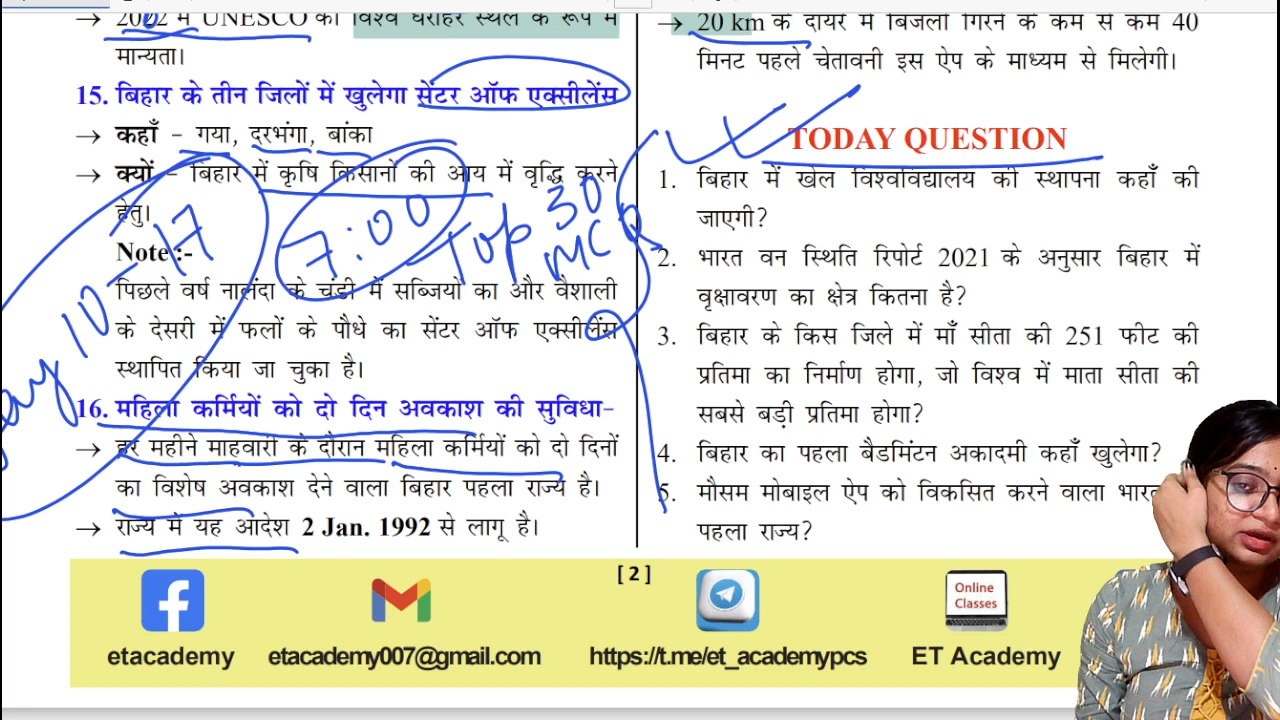 → 2002 में UNESCO की विश्व धरोहर स्थल के रूप में
मान्यता।
15. बिहार के तीन जिलों में खुलेगा सेंटर ऑफ एक्सीलेंस
→ कहाँ – गया, दरभंगा, बांका
→ क्यों – बिहार में कृषि किसानों की आय में वृद्धि करने
हेतु।
Note :-
पिछले वर्ष नालंदा के चंडी में सब्जियों का और वैशाली
के देसरी में फलों के पौधे का सेंटर ऑफ एक्सीलेंस
स्थापित किया जा चुका है।
16. महिला कर्मियों को दो दिन अवकाश की सुविधा–
→ हर महीने माहवारी के दौरान महिला कर्मियों को दो दिनों
का विशेष अवकाश देने वाला बिहार पहला राज्य है।
→ राज्य में यह आदेश 2 Jan. 1992 से लागू है।
10 - 17
7:00
Top 30
MCQ
→ 20 km के दायरे में बिजली गिरने के कम से कम 40
मिनट पहले चेतावनी इस ऐप के माध्यम से मिलेगी।
TODAY QUESTION
1. बिहार में खेल विश्वविद्यालय की स्थापना कहाँ की
जाएगी?
2. भारत वन स्थिति रिपोर्ट 2021 के अनुसार बिहार में
वृक्षावरण का क्षेत्र कितना है?
3. बिहार के किस जिले में माँ सीता की 251 फीट की
प्रतिमा का निर्माण होगा, जो विश्व में माता सीता की
सबसे बड़ी प्रतिमा होगा?
4. बिहार का पहला बैडमिंटन अकादमी कहाँ खुलेगा?
5. मौसम मोबाइल ऐप को विकसित करने वाला
पहला राज्य?
[ 2 ]
Online
Classes
etacademy
etacademy007@gmail.com
https://t.me/et_academypcs
ET Academy